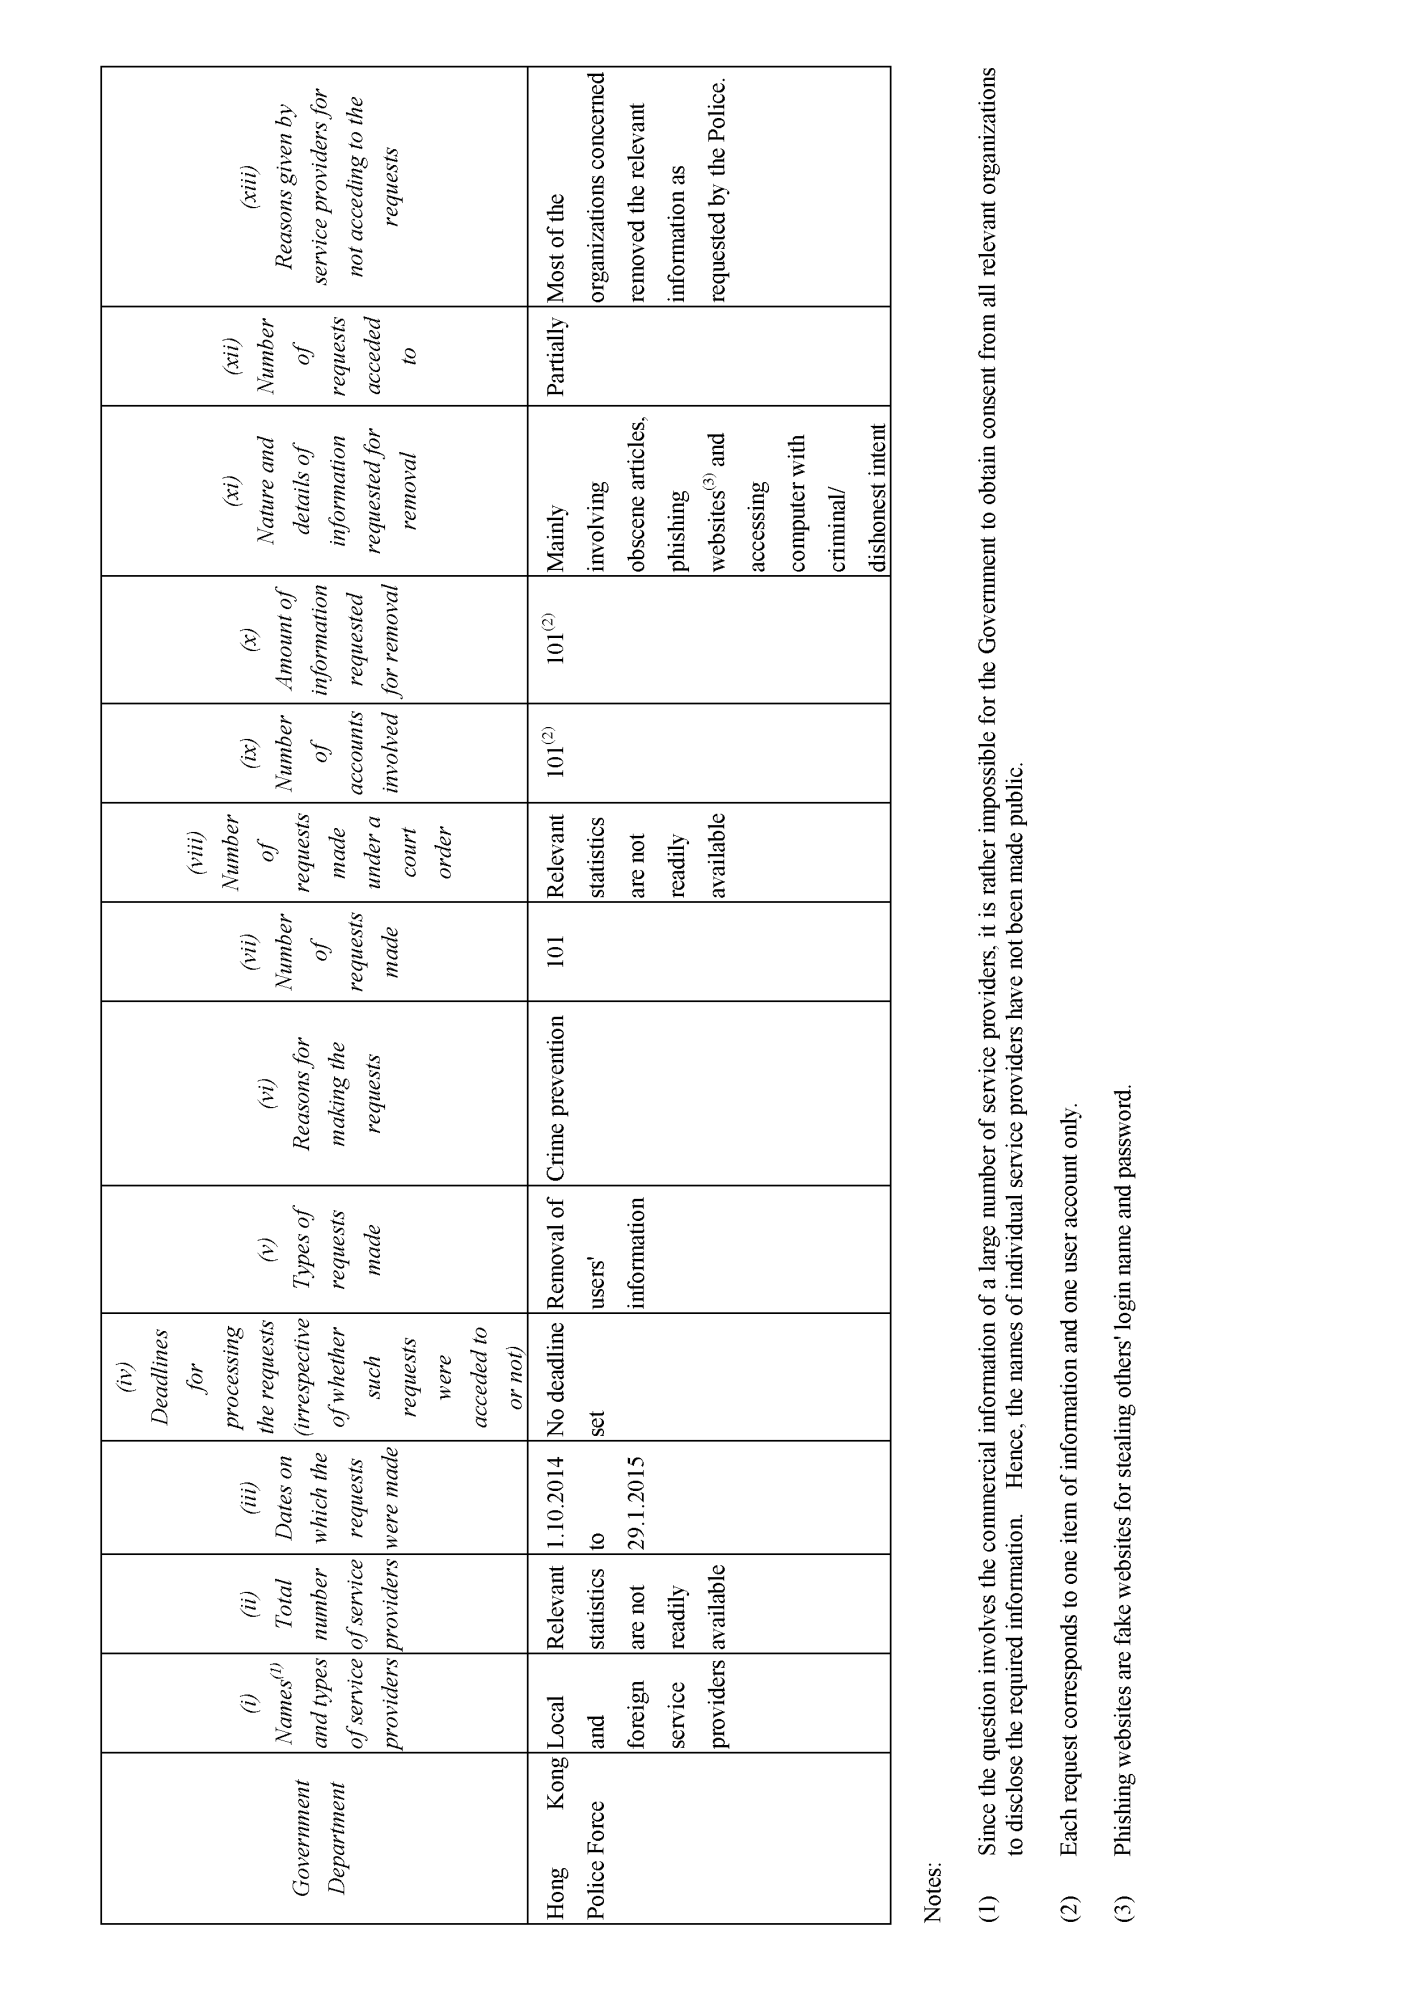 Government
Department
(i)
Names(1)
and types
of service
providers
(ii)
Total
number
of service
providers
(iii)
Dates on
which the
requests
were made
(iv)
Deadlines
for
processing
the requests
(irrespective
of whether
such
requests
were
acceded to
or not)
(v)
Types of
requests
made
(vi)
Reasons for
making the
requests
(vii)
Number
of
requests
made
(viii)
Number
of
requests
made
under a
court
order
(ix)
Number
of
accounts
involved
(x)
Amount of
information
requested
for removal
(xi)
Nature and
details of
information
requested for
removal
(xii)
Number
of
requests
acceded
to
(xiii)
Reasons given by
service providers for
not acceding to the
requests
Hong Kong
Police Force
Local
and
foreign
service
providers
Relevant
statistics
are not
readily
available
1.10.2014
to
29.1.2015
No deadline
set
Removal of
users'
information
Crime prevention
101
Relevant
statistics
are not
readily
available
101(2)
101(2)
Mainly
involving
obscene articles,
phishing
websites(3) and
accessing
computer with
criminal/
dishonest intent
Partially
Most of the
organizations concerned
removed the relevant
information as
requested by the Police.
Notes:
(1) Since the question involves the commercial information of a large number of service providers, it is rather impossible for the Government to obtain consent from all relevant organizations
to disclose the required information. Hence, the names of individual service providers have not been made public.
(2) Each request corresponds to one item of information and one user account only.
(3) Phishing websites are fake websites for stealing others' login name and password.